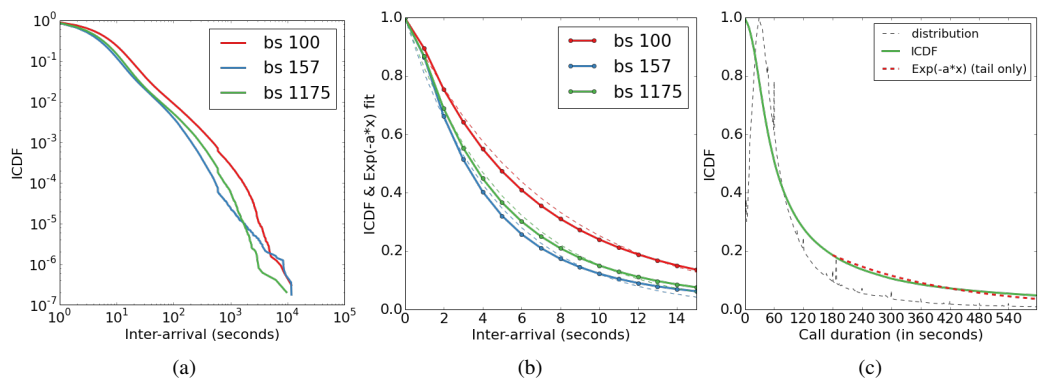 ICDF
10^0
10^-1
10^-2
10^-3
10^-4
10^-5
10^-6
10^-7
10^0 10^1 10^2 10^3 10^4 10^5
Inter-arrival (seconds)
bs 100
bs 157
bs 1175
(a)
ICDF & Exp(-a*x) fit
1.0
0.8
0.6
0.4
0.2
0.0
0 2 4 6 8 10 12 14
Inter-arrival (seconds)
bs 100
bs 157
bs 1175
(b)
ICDF
1.0
0.8
0.6
0.4
0.2
0.0
0 60 120 180 240 300 360 420 480 540
Call duration (in seconds)
distribution
ICDF
Exp(-a*x) (tail only)
(c)